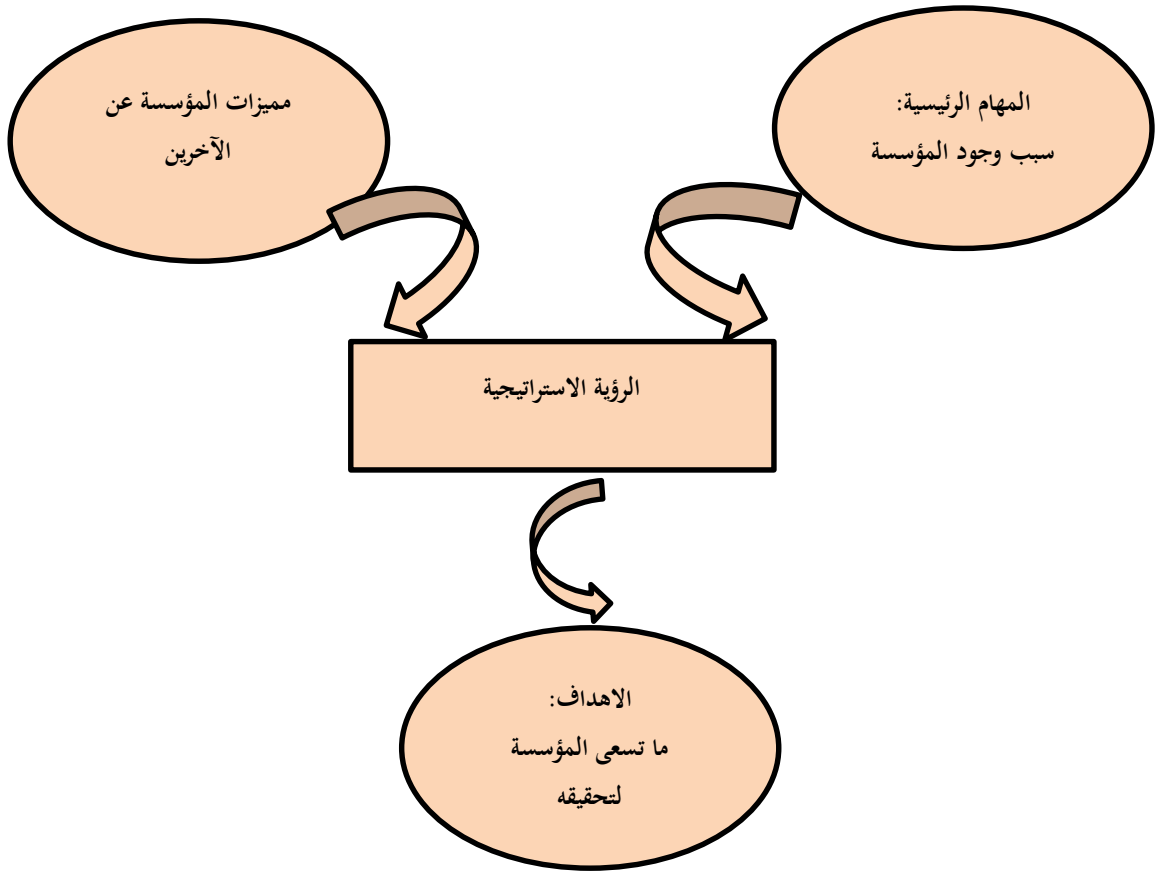 المهام الرئيسية:
سبب وجود المؤسسة
مميزات المؤسسة عن
الآخرين
الرؤية الاستراتيجية
الاهداف:
ما تسعى المؤسسة
لتحقيقه